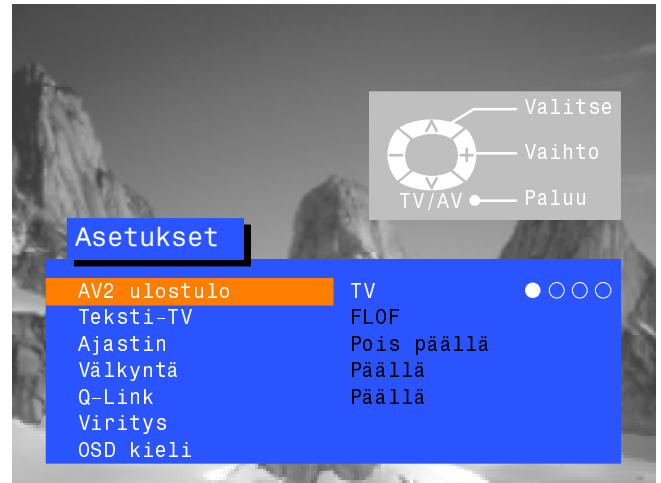 Valitse
Vaihto
TV/AV Paluu
Asetukset
AV2 ulostulo TV
Teksti-TV FLOF
Ajastin Pois päällä
Välkyntä Päällä
Q-Link Päällä
Viritys
OSD kieli